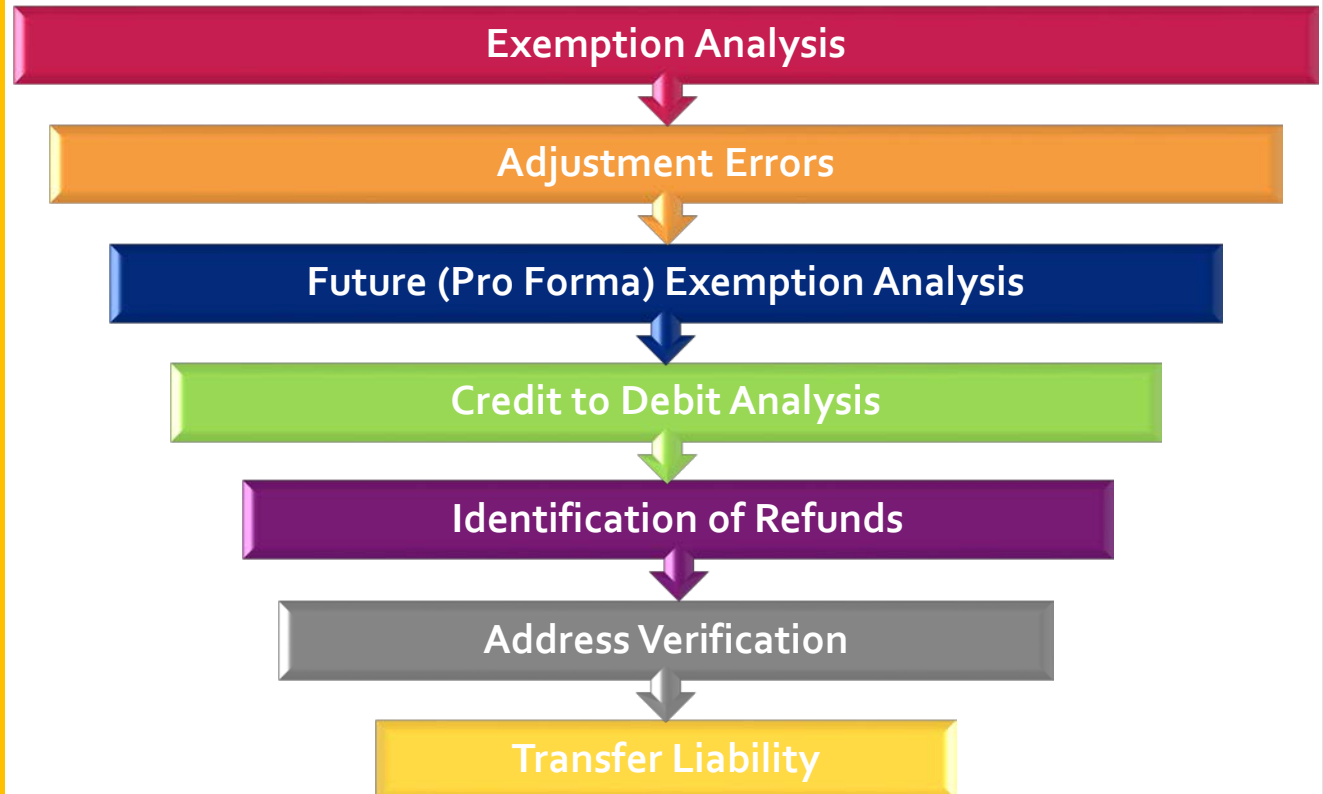 Exemption Analysis
Adjustment Errors
Future (Pro Forma) Exemption Analysis
Credit to Debit Analysis
Identification of Refunds
Address Verification
Transfer Liability